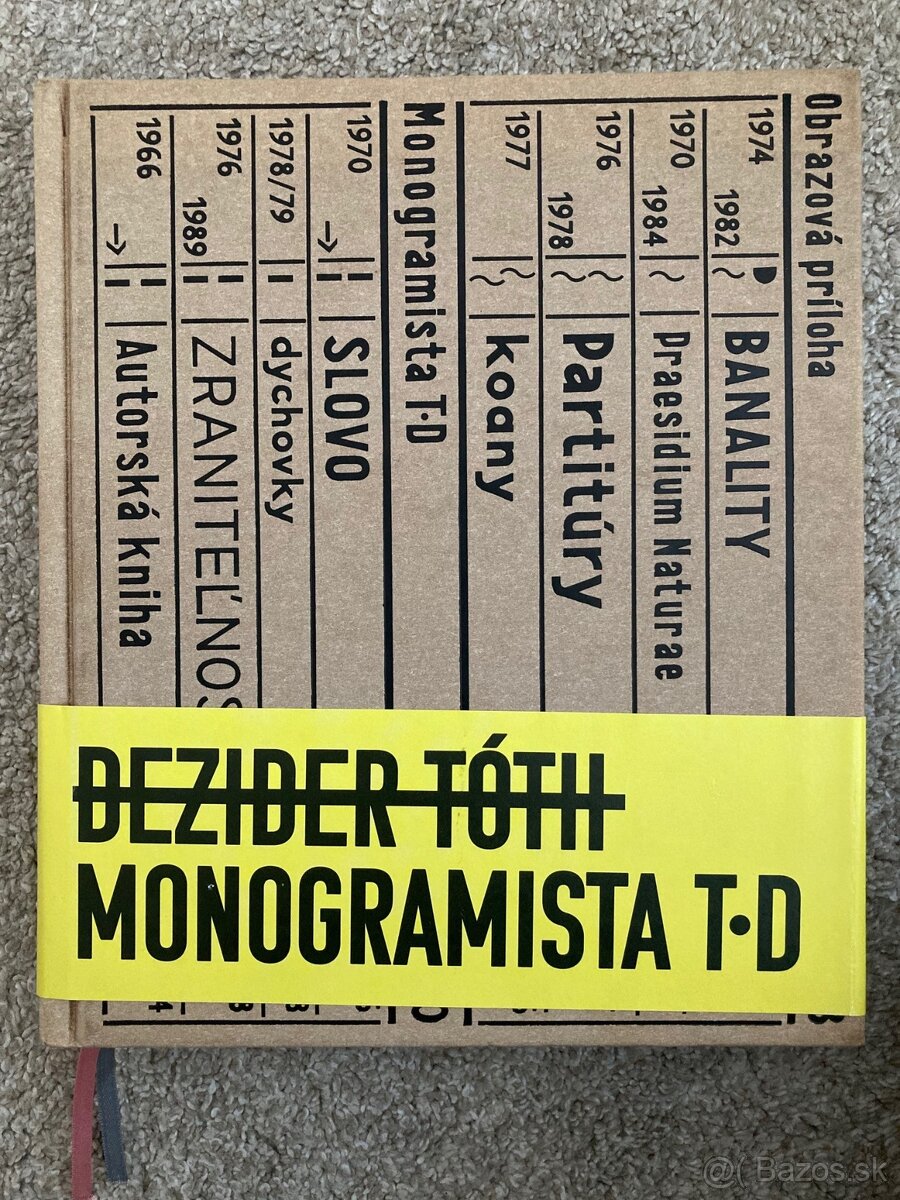 Obrazová príloha
1974 1982 BANALITY
1970 1984 Praesidium Naturae
1976 1978 Partitúry
1977 koany
Monogramista T·D
1970 → SLOVO
1978/79 dychovky
1976 1989 ZRANITEĽNOS
1966 → Autorská kniha
DEZIDER TÓTH
MONOGRAMISTA T·D
@( Bazos.sk